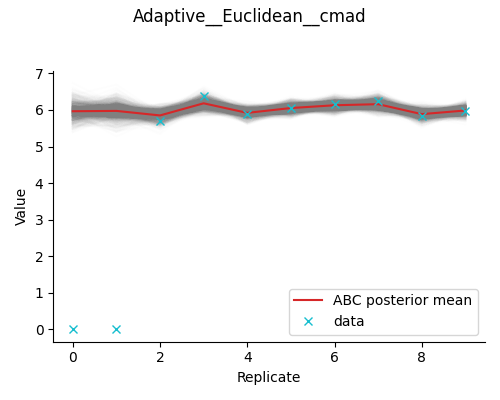 Adaptive__Euclidean__cmad
7
6
5
4
3
2
1
0
Value
0 2 4 6 8
Replicate
ABC posterior mean
data